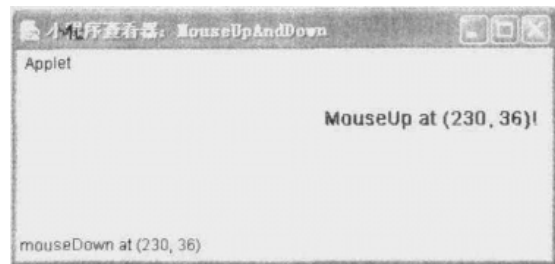 小程序查看器: MouseUpAndDown
Applet
MouseUp at (230, 36)!
mouseDown at (230, 36)